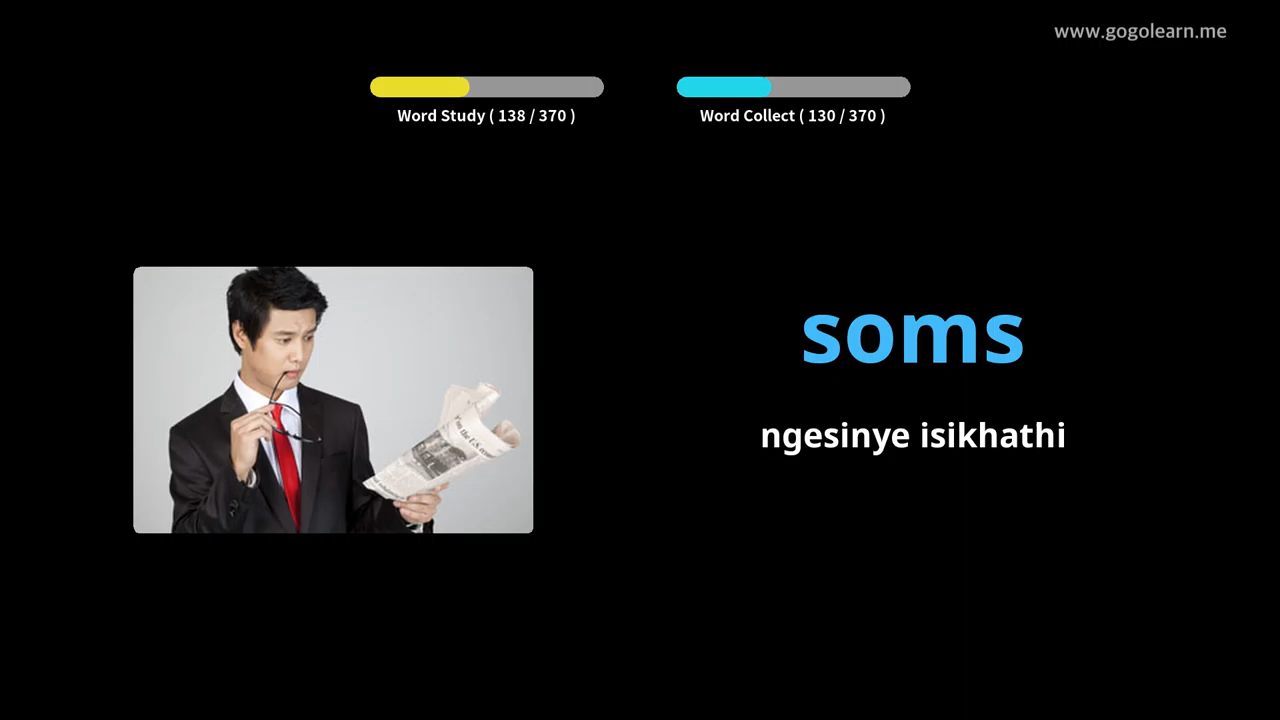 www.gogolearn.me
Word Study ( 138 / 370 )
Word Collect ( 130 / 370 )
soms
ngesinye isikhathi